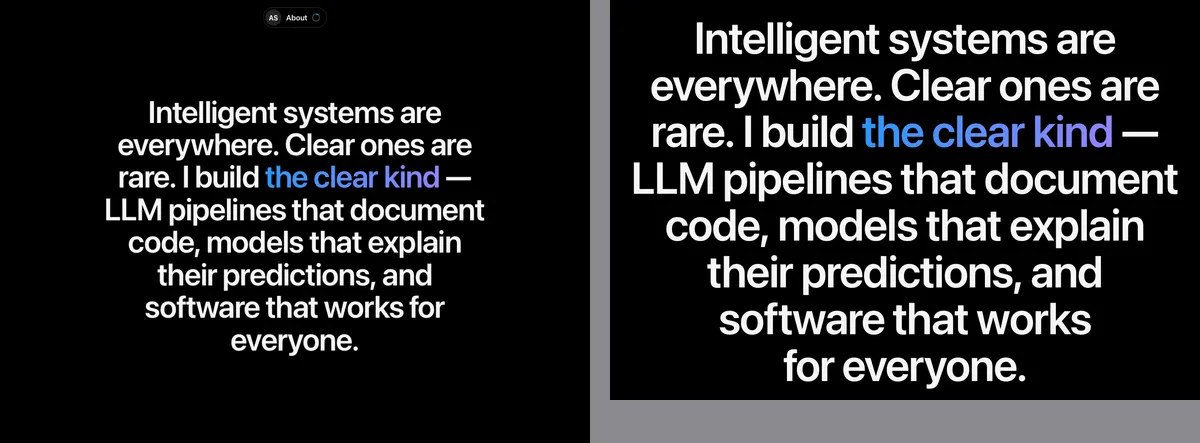 AS About
Intelligent systems are
everywhere. Clear ones are
rare. I build the clear kind —
LLM pipelines that document
code, models that explain
their predictions, and
software that works for
everyone.
Intelligent systems are
everywhere. Clear ones are
rare. I build the clear kind —
LLM pipelines that document
code, models that explain
their predictions, and
software that works
for everyone.